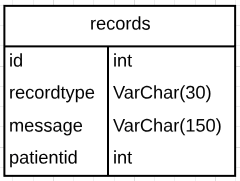 records
id int
recordtype VarChar(30)
message VarChar(150)
patientid int